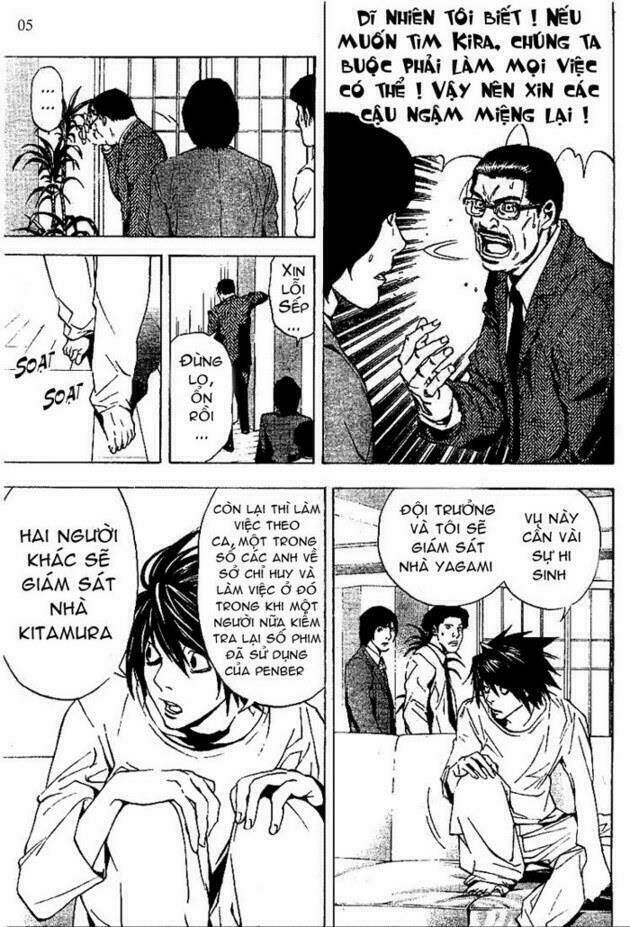 05
DĨ NHIÊN TÔI BIẾT ! NẾU
MUỐN TÌM KIRA, CHÚNG TA
BUỘC PHẢI LÀM MỌI VIỆC
CÓ THỂ ! VẬY NÊN XIN CÁC
CẬU NGẬM MIỆNG LẠI !
...
...
XIN
LỖI
SẾP
...
ĐÙNG
LO,
ỔN
RỒI
...
SOẠT
SOẠT
VỤ NÀY
CẦN VÀI
SỰ HI
SINH
ĐỘI TRƯỞNG
VÀ TÔI SẼ
GIÁM SÁT
NHÀ YAGAMI
CÒN LẠI THÌ LÀM
VIỆC THEO
CA, MỘT TRONG
SỐ CÁC ANH VỀ
SỞ CHỈ HUY VÀ
LÀM VIỆC Ở ĐÓ
TRONG KHI MỘT
NGƯỜI NỮA KIỂM
TRA LẠI SỐ PHIM
ĐÃ SỬ DỤNG
CỦA PENBER
HAI NGƯỜI
KHÁC SẼ
GIÁM SÁT
NHÀ
KITAMURA